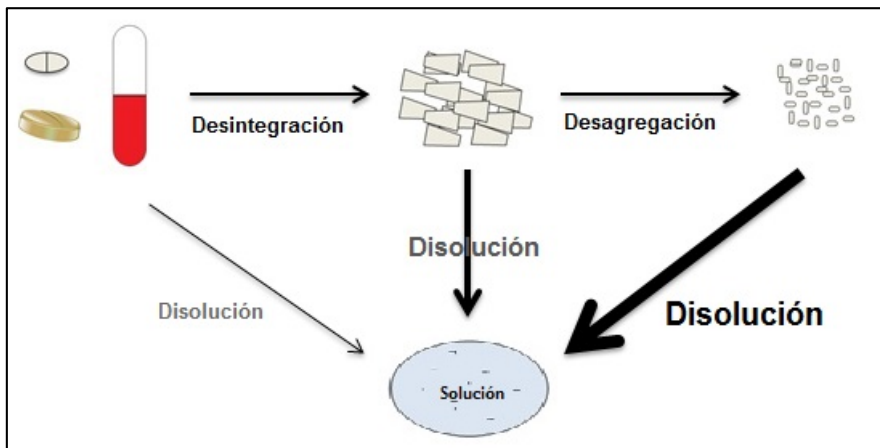 Desintegración
Desagregación
Disolución
Disolución
Disolución
Solución